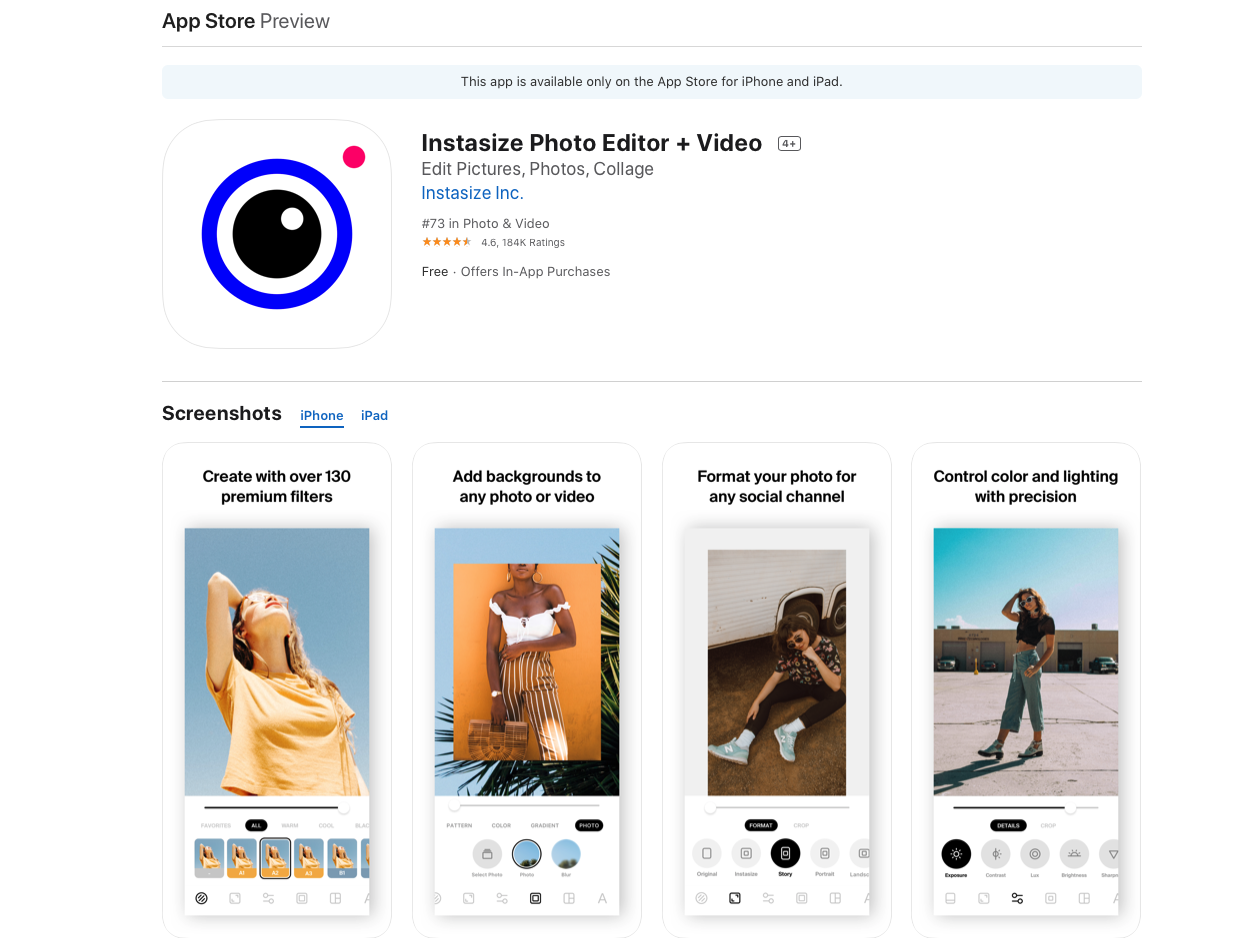 App Store Preview
This app is available only on the App Store for iPhone and iPad.
Instasize Photo Editor + Video 4+
Edit Pictures, Photos, Collage
Instasize Inc.
#73 in Photo & Video
4.6, 184K Ratings
Free · Offers In-App Purchases
Screenshots iPhone iPad
Create with over 130
premium filters
FAVORITES ALL WARM COOL BLAC
A1 A2 A3 B1
Add backgrounds to
any photo or video
PATTERN COLOR GRADIENT PHOTO
Select Photo Photo Blur
A
Format your photo for
any social channel
N N
FORMAT CROP
Original Instasize Story Portrait Landsc
Control color and lighting
with precision
DETAILS CROP
Exposure Contrast Lux Brightness Sharpn